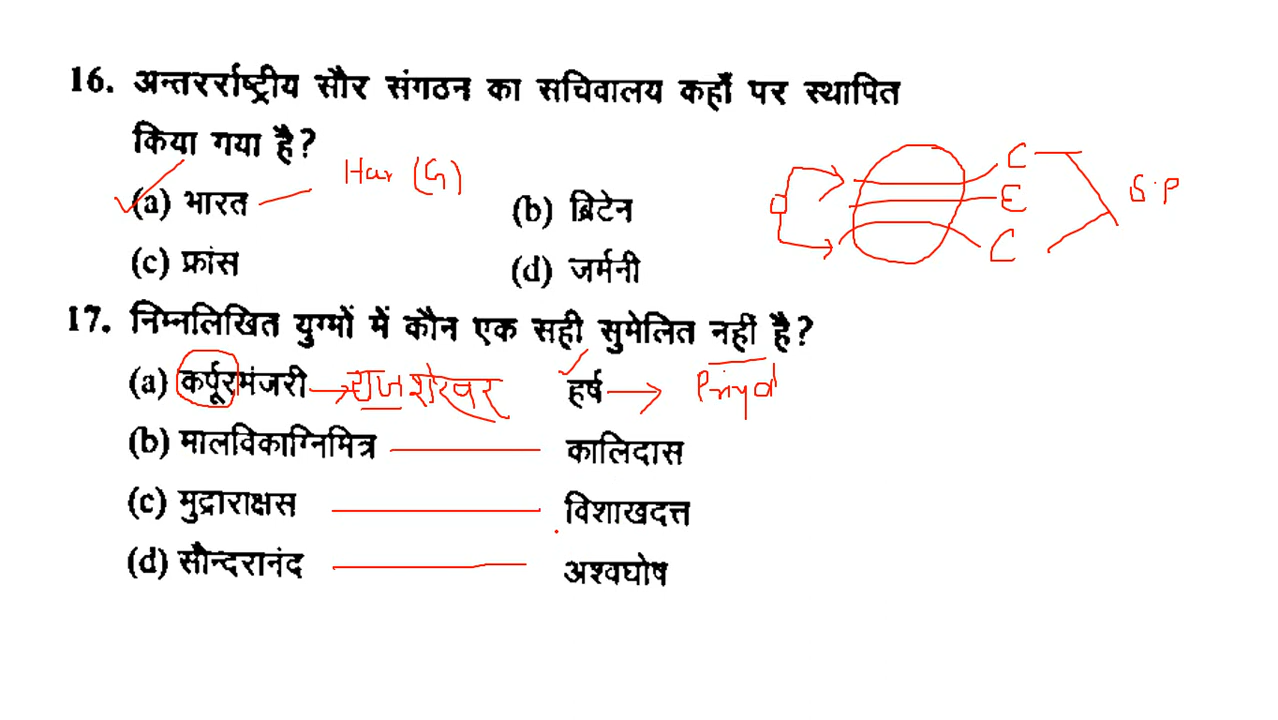 16. अन्तरर्राष्ट्रीय सौर संगठन का सचिवालय कहाँ पर स्थापित
किया गया है?
(a) भारत Har (G) (b) ब्रिटेन
(c) फ्रांस (d) जर्मनी
C
E
C
S.P
17. निम्नलिखित युग्मों में कौन एक सही सुमेलित नहीं है?
(a) कर्पूरमंजरी राजशेखर हर्ष Priyd
(b) मालविकाग्निमित्र कालिदास
(c) मुद्राराक्षस विशाखदत्त
(d) सौन्दरानंद अश्वघोष